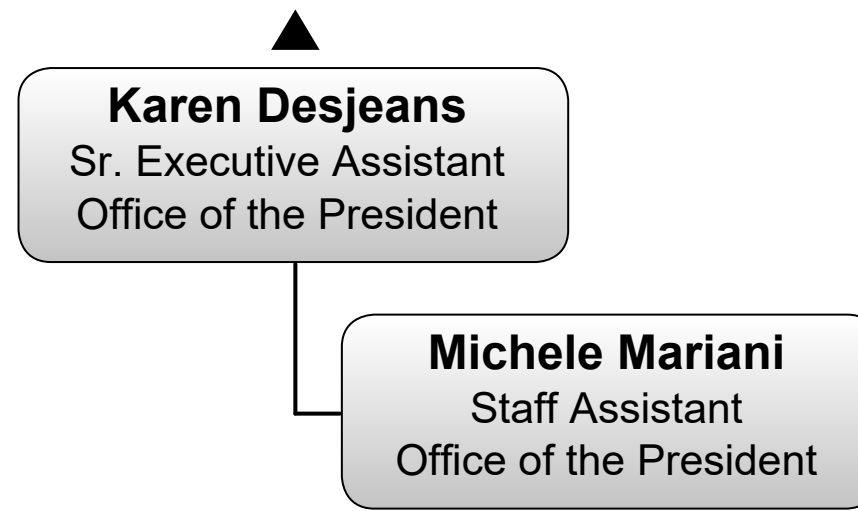 Karen Desjeans
Sr. Executive Assistant
Office of the President
Michele Mariani
Staff Assistant
Office of the President